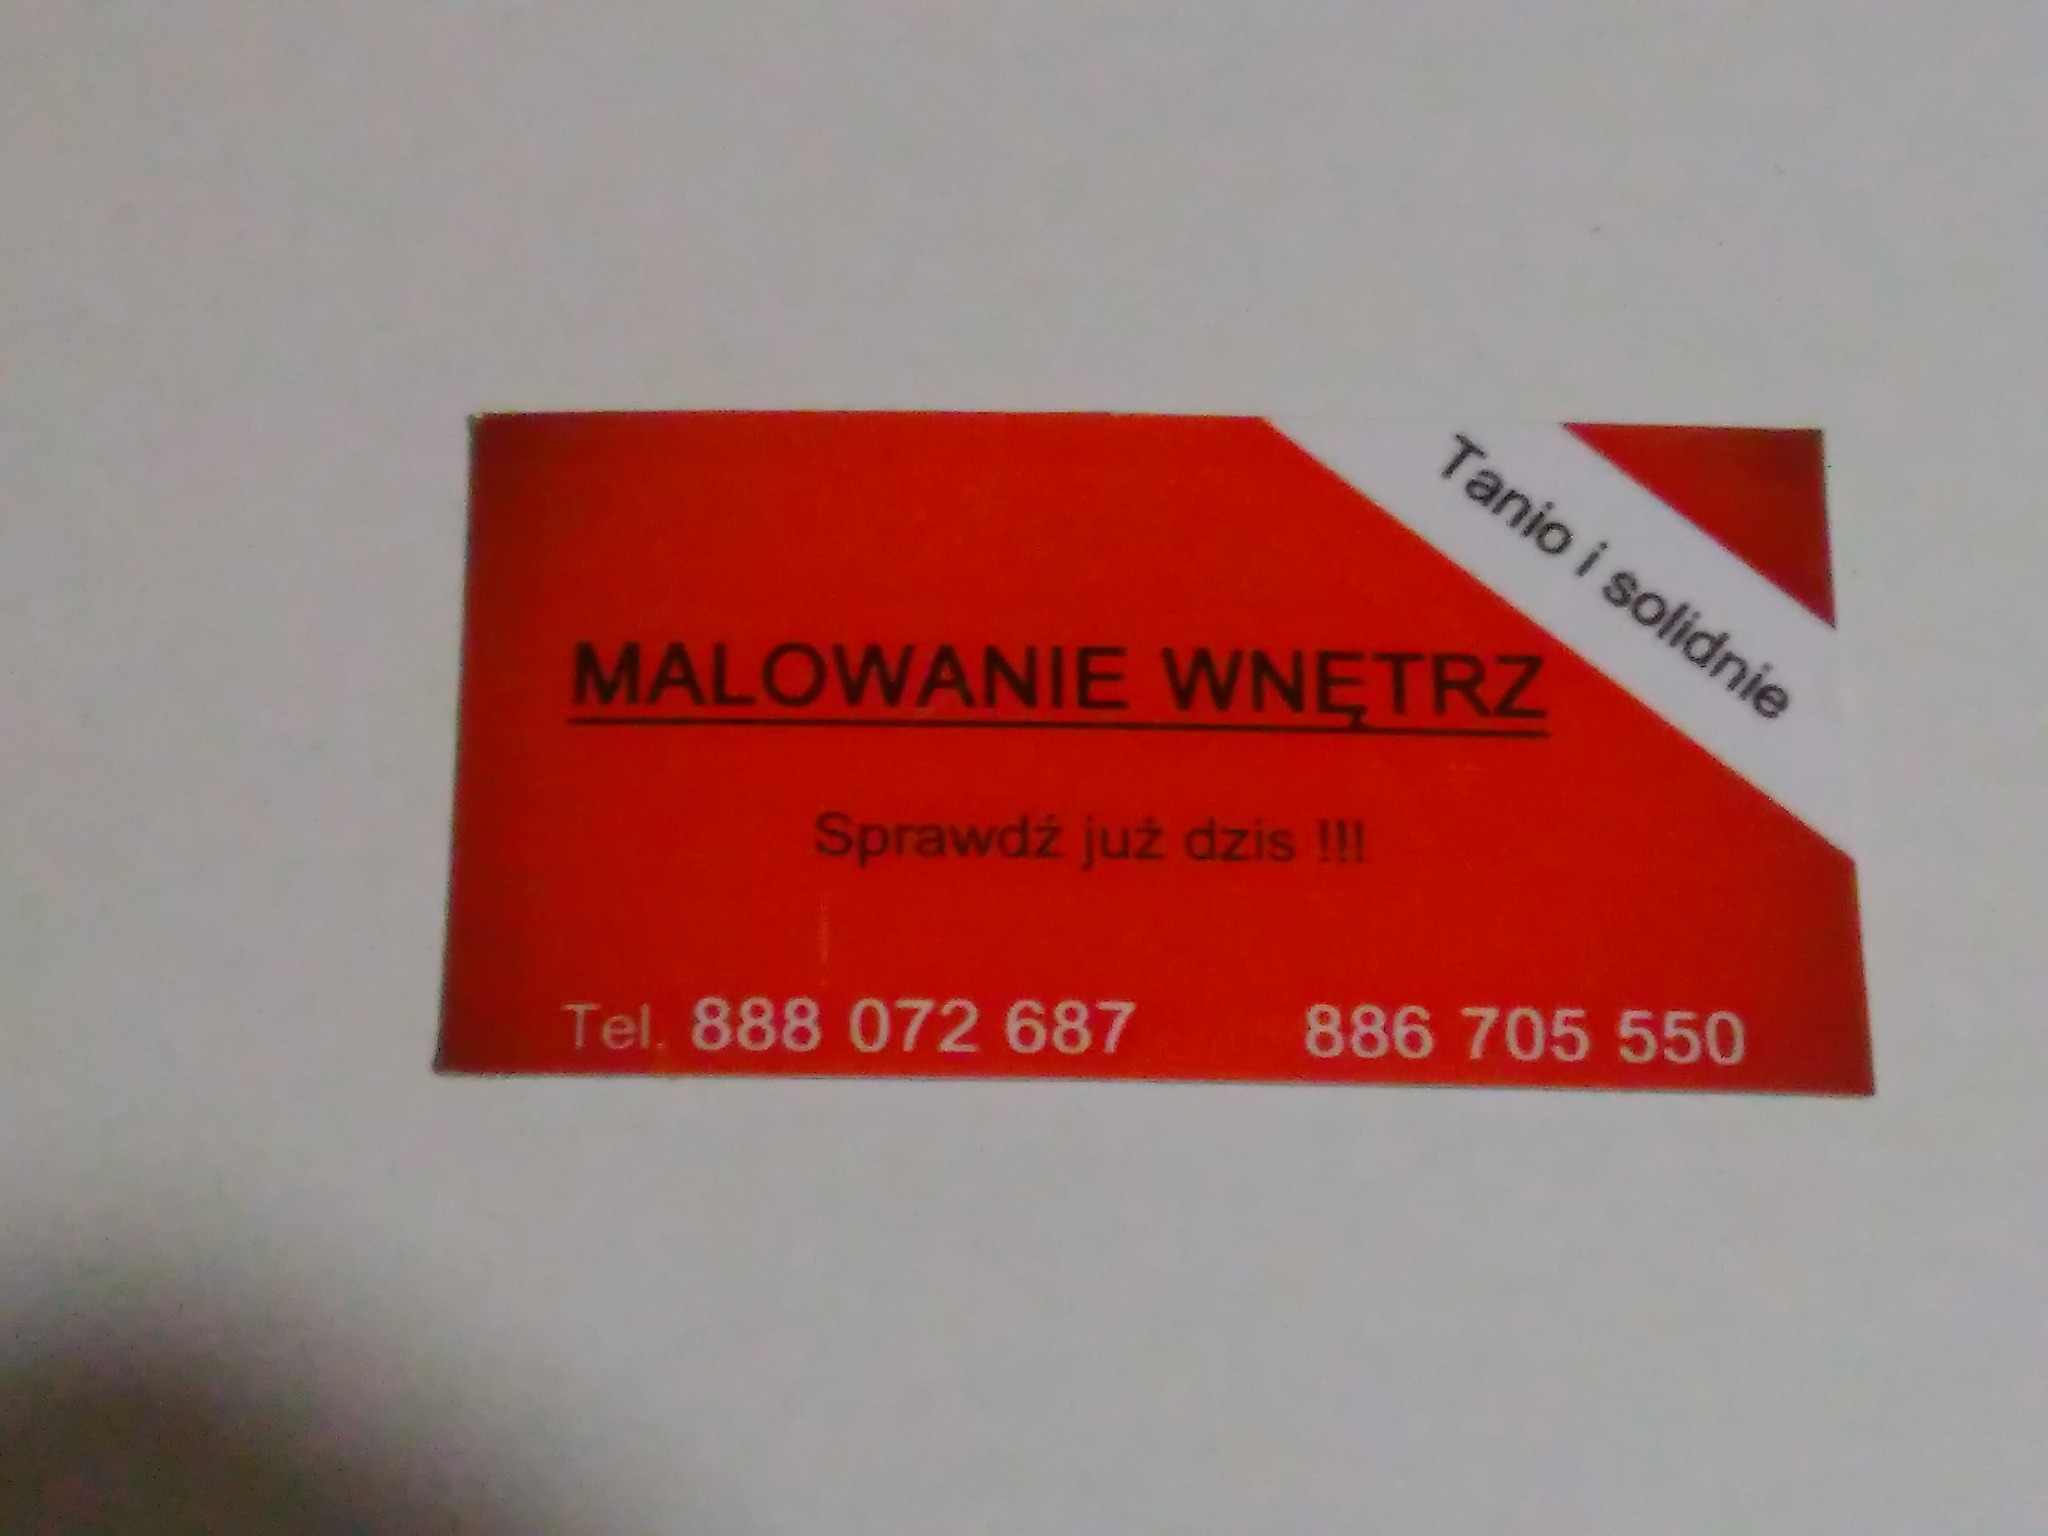 Tanio i solidnie
MALOWANIE WNĘTRZ
Sprawdź już dzis !!!
Tel. 888 072 687 886 705 550